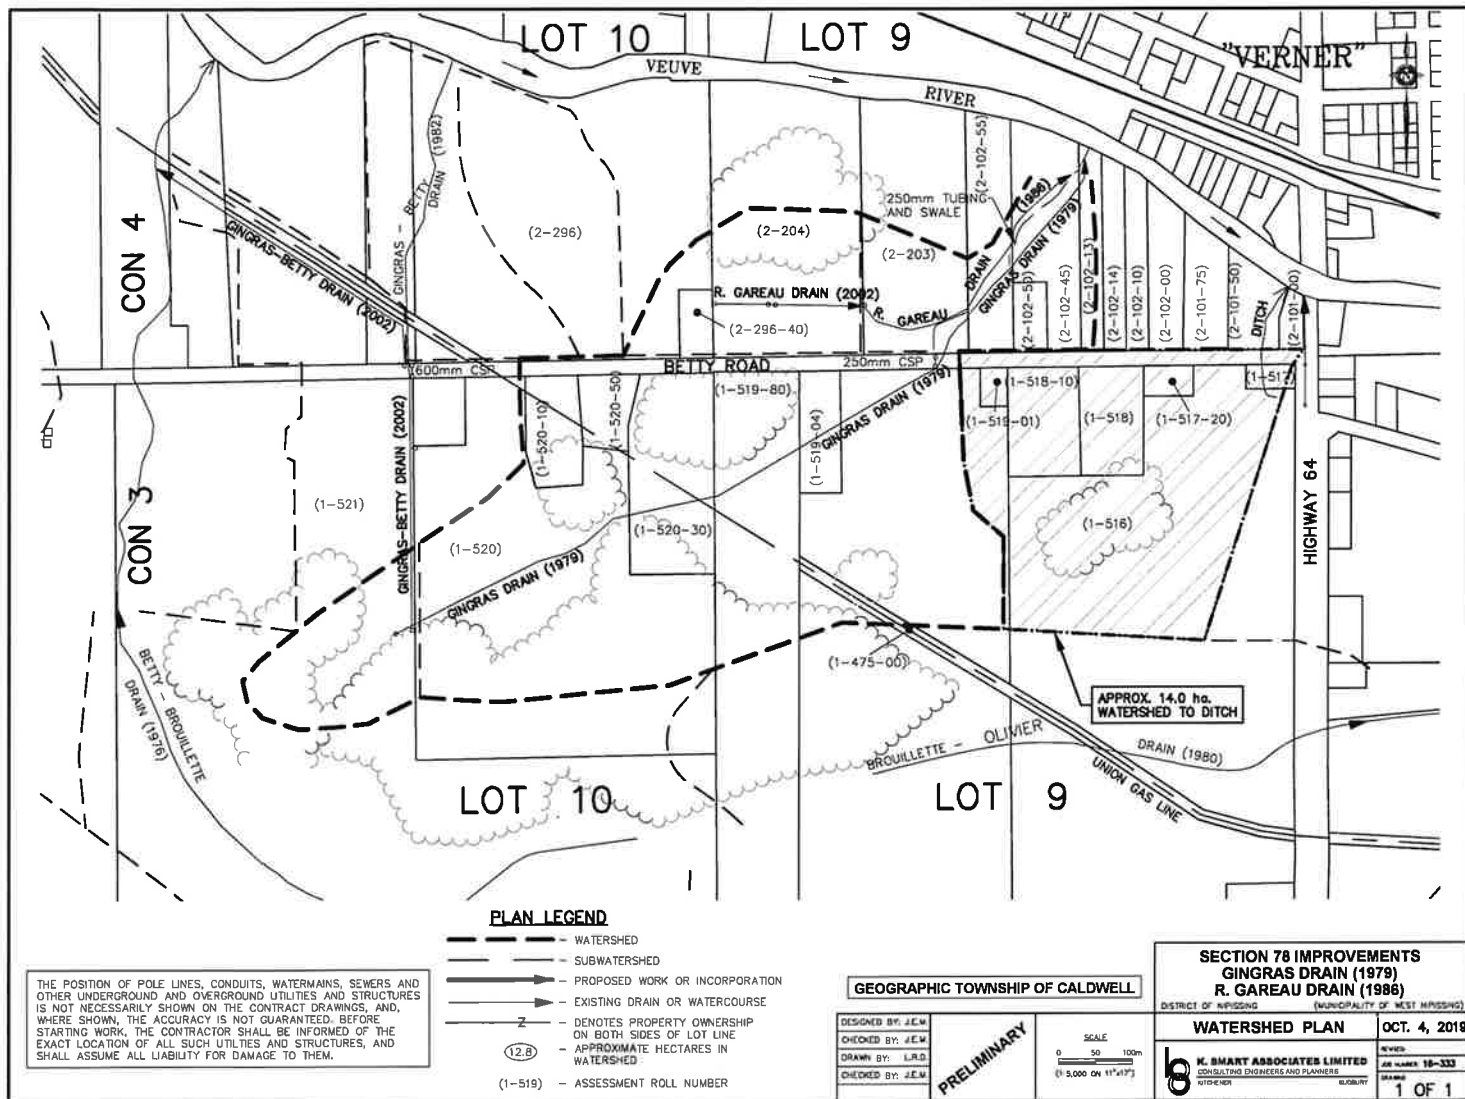 LOT 10
LOT 9
"VERNER"
VEUVE
RIVER
CON 4
CON 3
GINGRAS - BETTY
DRAIN (1982)
(2-296)
(2-204)
(2-203)
250mm TUBING
AND SWALE
(2-102-55)
R. GAREAU
DRAIN
(1986)
GINGRAS DRAIN (1979)
GINGRAS-BETTY DRAIN
(2002)
R. GAREAU DRAIN (2002)
(2-296-40)
(2-102-50)
(2-102-45)
(2-102-13)
(2-102-14)
(2-102-10)
(2-102-00)
(2-101-75)
(2-101-50)
DITCH
(2-101-00)
600mm CSP
BETTY ROAD
250mm CSP
(1-521)
GINGRAS-BETTY DRAIN (2002)
(1-520-10)
(1-520-50)
(1-519-80)
(1-519-04)
GINGRAS DRAIN (1979)
(1-519-01)
(1-518-10)
(1-518)
(1-517-20)
(1-517)
(1-516)
HIGHWAY 64
(1-520)
(1-520-30)
GINGRAS DRAIN (1979)
(1-475-00)
APPROX. 14.0 ha.
WATERSHED TO DITCH
BETTY - BROUILLETTE
DRAIN (1976)
BROUILLETTE - OLIVIER
DRAIN (1980)
UNION GAS LINE
LOT 10
LOT 9
PLAN LEGEND
- WATERSHED
- SUBWATERSHED
- PROPOSED WORK OR INCORPORATION
- EXISTING DRAIN OR WATERCOURSE
Z - DENOTES PROPERTY OWNERSHIP
ON BOTH SIDES OF LOT LINE
12.8 - APPROXIMATE HECTARES IN
WATERSHED
(1-519) - ASSESSMENT ROLL NUMBER
THE POSITION OF POLE LINES, CONDUITS, WATERMAINS, SEWERS AND
OTHER UNDERGROUND AND OVERGROUND UTILITIES AND STRUCTURES
IS NOT NECESSARILY SHOWN ON THE CONTRACT DRAWINGS, AND,
WHERE SHOWN, THE ACCURACY IS NOT GUARANTEED. BEFORE
STARTING WORK, THE CONTRACTOR SHALL BE INFORMED OF THE
EXACT LOCATION OF ALL SUCH UTILITIES AND STRUCTURES, AND
SHALL ASSUME ALL LIABILITY FOR DAMAGE TO THEM.
GEOGRAPHIC TOWNSHIP OF CALDWELL
DESIGNED BY: J.E.M.
CHECKED BY: J.E.M.
DRAWN BY: L.R.D.
CHECKED BY: J.E.M.
PRELIMINARY
SCALE
0 50 100m
(1:5,000 ON 11"x17")
SECTION 78 IMPROVEMENTS
GINGRAS DRAIN (1979)
R. GAREAU DRAIN (1986)
DISTRICT OF NIPISSING (MUNICIPALITY OF WEST NIPISSING)
WATERSHED PLAN
OCT. 4, 2019
K. SMART ASSOCIATES LIMITED
CONSULTING ENGINEERS AND PLANNERS
KITCHENER SUDBURY
REVISED:
JOB NUMBER 16-333
DRAWING
1 OF 1